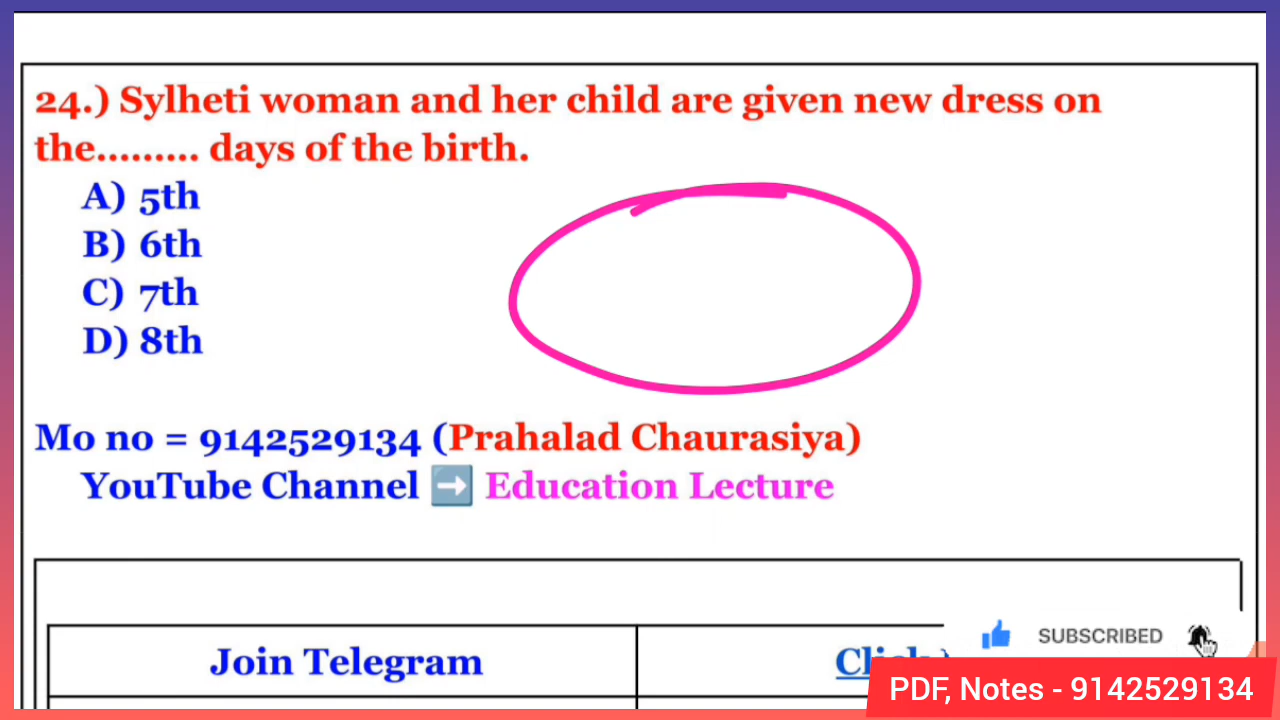 24.) Sylheti woman and her child are given new dress on
the......... days of the birth.
A) 5th
B) 6th
C) 7th
D) 8th
Mo no = 9142529134 (Prahalad Chaurasiya)
YouTube Channel ➡ Education Lecture
Join Telegram
SUBSCRIBED
PDF, Notes - 9142529134